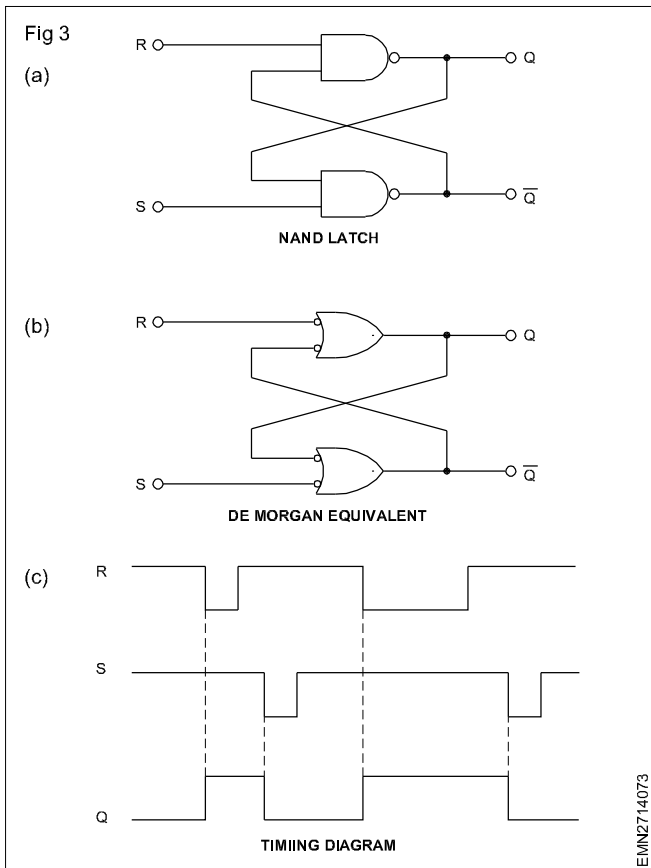 Fig 3
(a)
R
Q
S
Q̅
NAND LATCH
(b)
R
Q
S
Q̅
DE MORGAN EQUIVALENT
(c)
R
S
Q
TIMIING DIAGRAM
EMN2714073